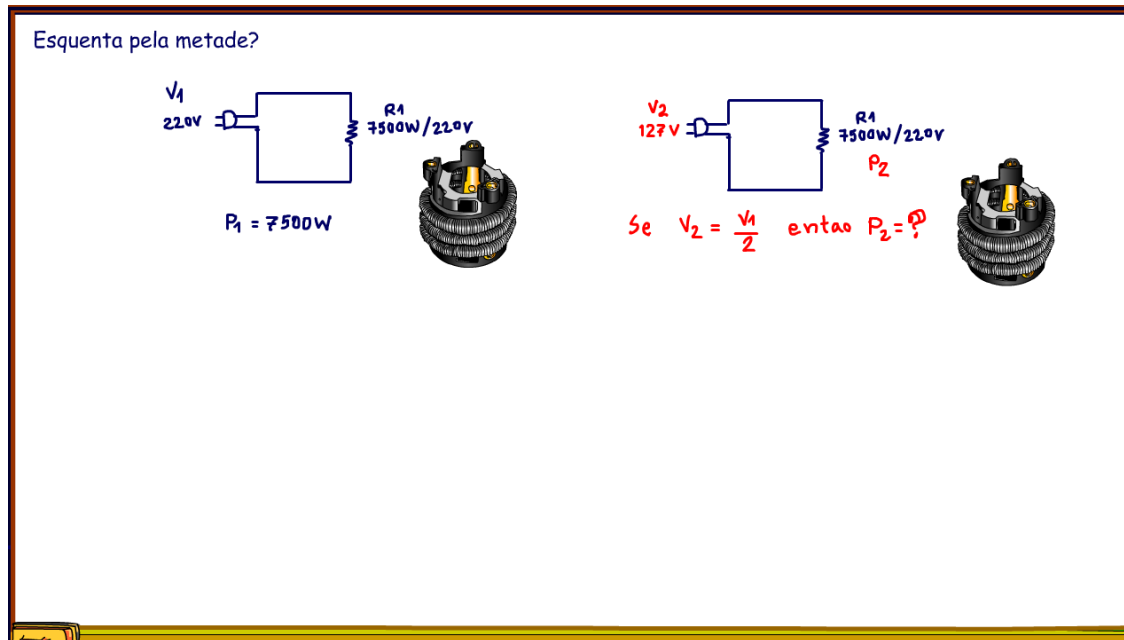 Esquenta pela metade?
V1
220V
R1
7500W/220V
P1 = 7500W
V2
127V
R1
7500W/220V
P2
Se V2 = V1/2 entao P2 = ?